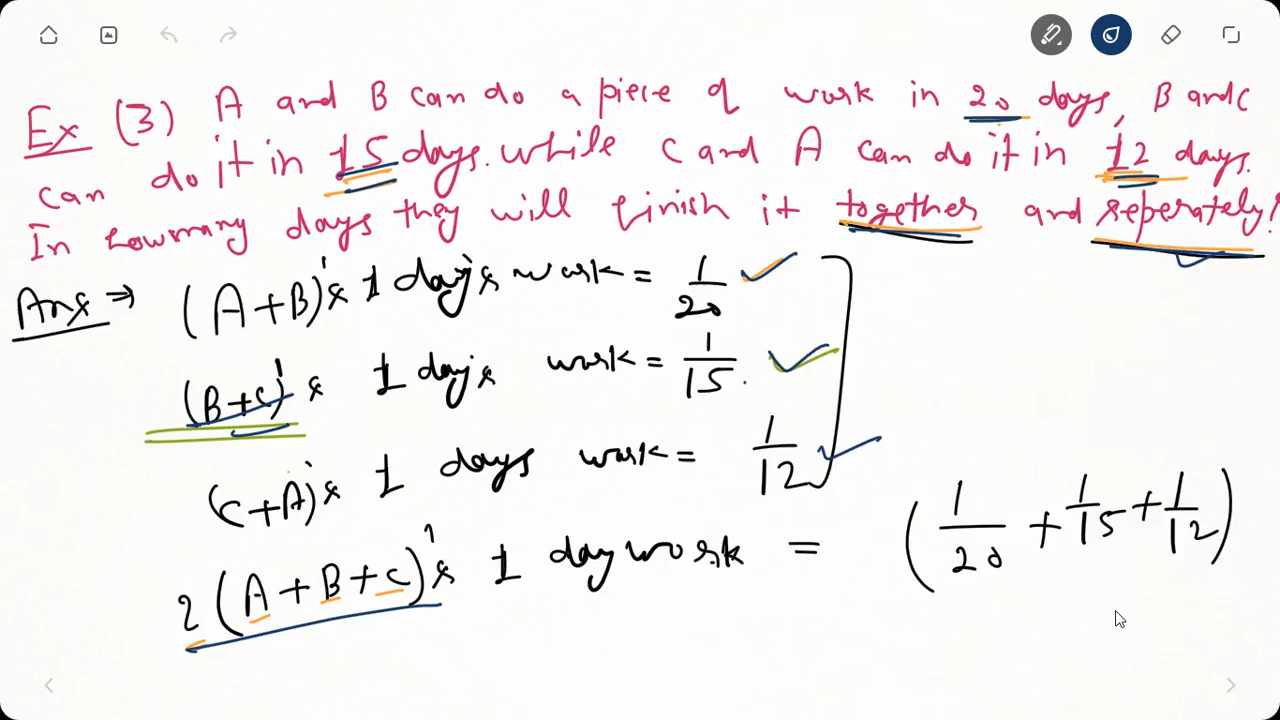 Ex (3) A and B can do a piece of work in 20 days, B and C
can do it in 15 days. while C and A can do it in 12 days.
In howmany days they will finish it together and seperately?
Ans ⇒ (A+B)'s 1 day's work = 1/20
(B+C)'s 1 day's work = 1/15.
(C+A)'s 1 days work = 1/12
2(A+B+C)'s 1 day work = (1/20 + 1/15 + 1/12)